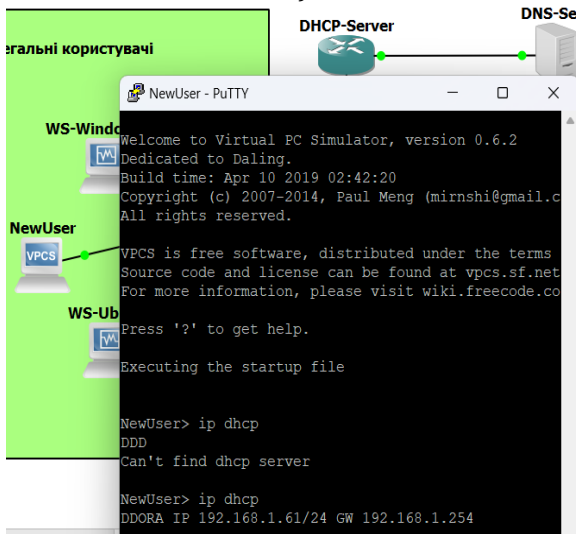 DHCP-Server
DNS-Se
егальні користувачі
NewUser - PuTTY
WS-Windo
NewUser
VPCS
WS-Ub
Welcome to Virtual PC Simulator, version 0.6.2
Dedicated to Daling.
Build time: Apr 10 2019 02:42:20
Copyright (c) 2007-2014, Paul Meng (mirnshi@gmail.c
All rights reserved.
VPCS is free software, distributed under the terms
Source code and license can be found at vpcs.sf.net
For more information, please visit wiki.freecode.co
Press '?' to get help.
Executing the startup file
NewUser> ip dhcp
DDD
Can't find dhcp server
NewUser> ip dhcp
DDORA IP 192.168.1.61/24 GW 192.168.1.254